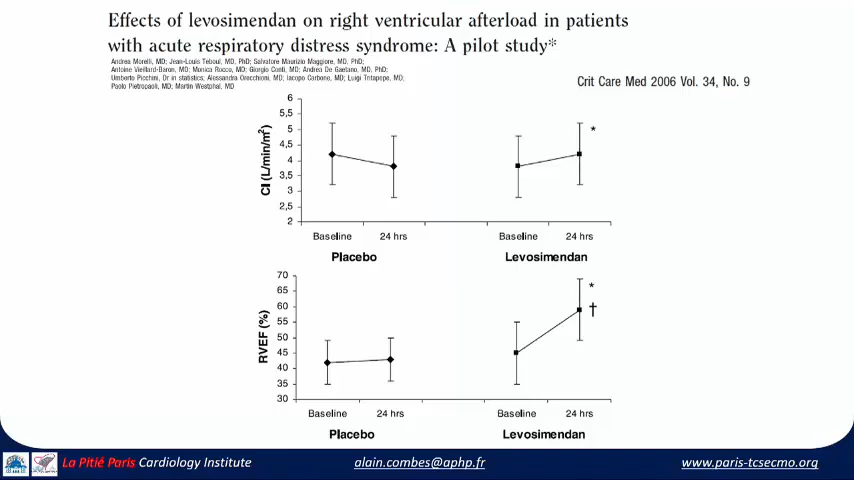 Effects of levosimendan on right ventricular afterload in patients
with acute respiratory distress syndrome: A pilot study*
Andrea Morelli, MD; Jean-Louis Teboul, MD, PhD; Salvatore Maurizio Maggiore, MD, PhD;
Antoine Vieillard-Baron, MD; Monica Rocco, MD; Giorgio Conti, MD; Andrea De Gaetano, MD, PhD;
Umberto Picchini, Dr in statistics; Alessandra Orecchioni, MD; Iacopo Carbone, MD; Luigi Tritapepe, MD;
Paolo Pietropaoli, MD; Martin Westphal, MD
Crit Care Med 2006 Vol. 34, No. 9
CI (L/min/m²)
6
5,5
5
4,5
4
3,5
3
2,5
2
*
Baseline 24 hrs Baseline 24 hrs
Placebo Levosimendan
RVEF (%)
70
65
60
55
50
45
40
35
30
*
†
Baseline 24 hrs Baseline 24 hrs
Placebo Levosimendan
La Pitié Paris Cardiology Institute alain.combes@aphp.fr www.paris-tcsecmo.org